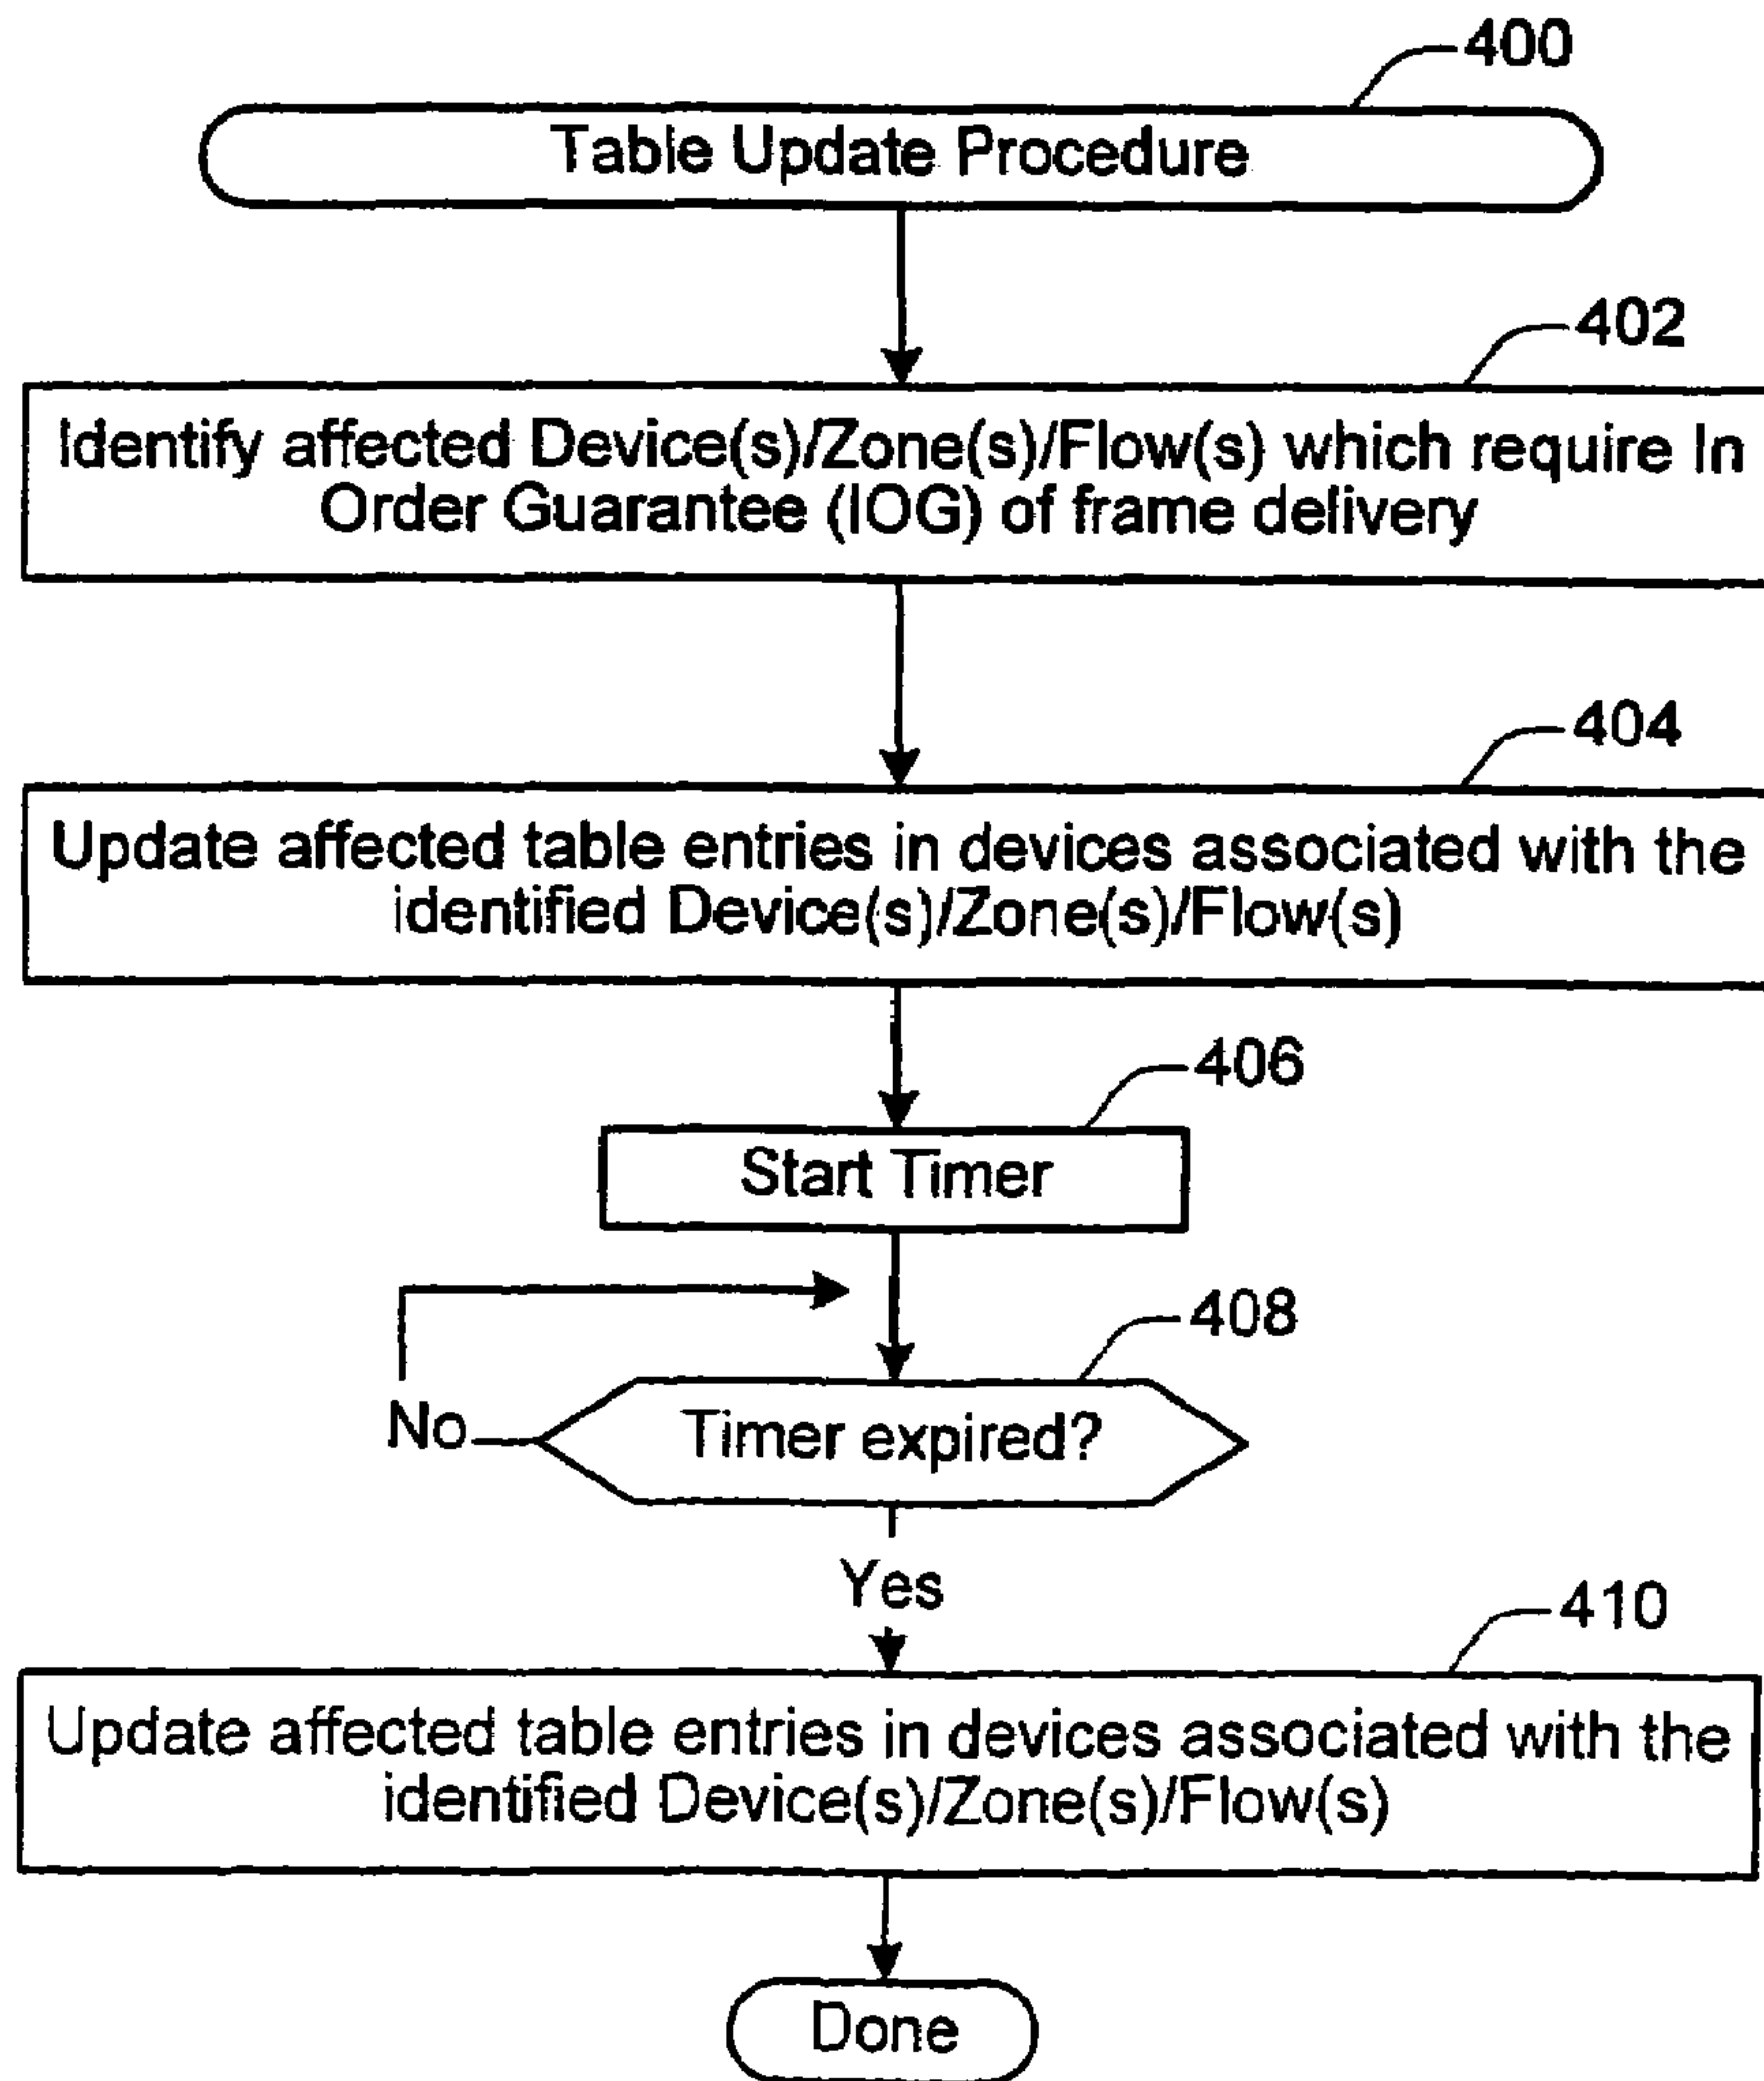 400
Table Update Procedure
402
Identify affected Device(s)/Zone(s)/Flow(s) which require In
Order Guarantee (IOG) of frame delivery
404
Update affected table entries in devices associated with the
identified Device(s)/Zone(s)/Flow(s)
406
Start Timer
408
Timer expired?
No
Yes
410
Update affected table entries in devices associated with the
identified Device(s)/Zone(s)/Flow(s)
Done